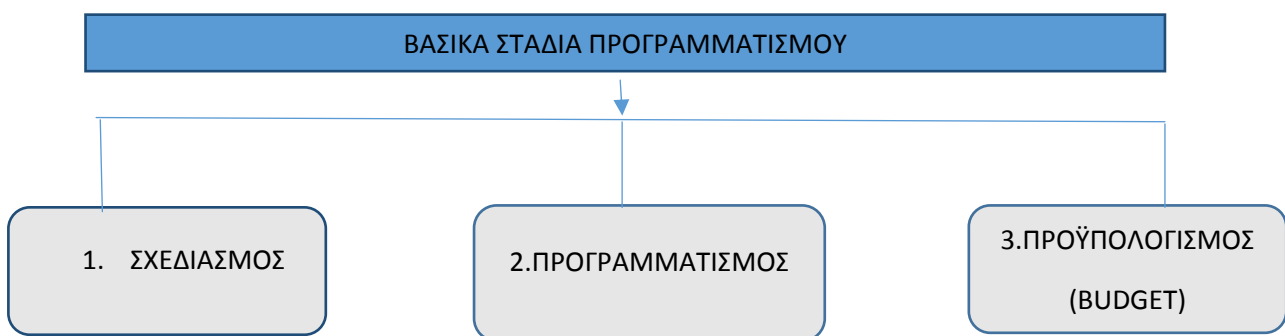 ΒΑΣΙΚΑ ΣΤΑΔΙΑ ΠΡΟΓΡΑΜΜΑΤΙΣΜΟΥ
1. ΣΧΕΔΙΑΣΜΟΣ
2.ΠΡΟΓΡΑΜΜΑΤΙΣΜΟΣ
3.ΠΡΟΫΠΟΛΟΓΙΣΜΟΣ
(BUDGET)